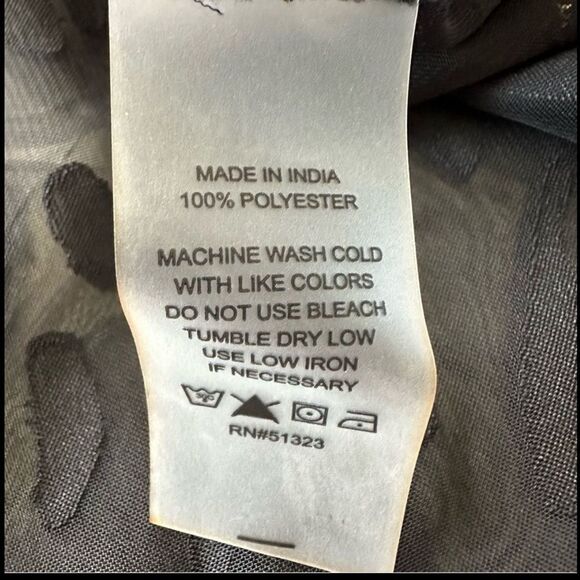 MADE IN INDIA
100% POLYESTER
MACHINE WASH COLD
WITH LIKE COLORS
DO NOT USE BLEACH
TUMBLE DRY LOW
USE LOW IRON
IF NECESSARY
RN#51323